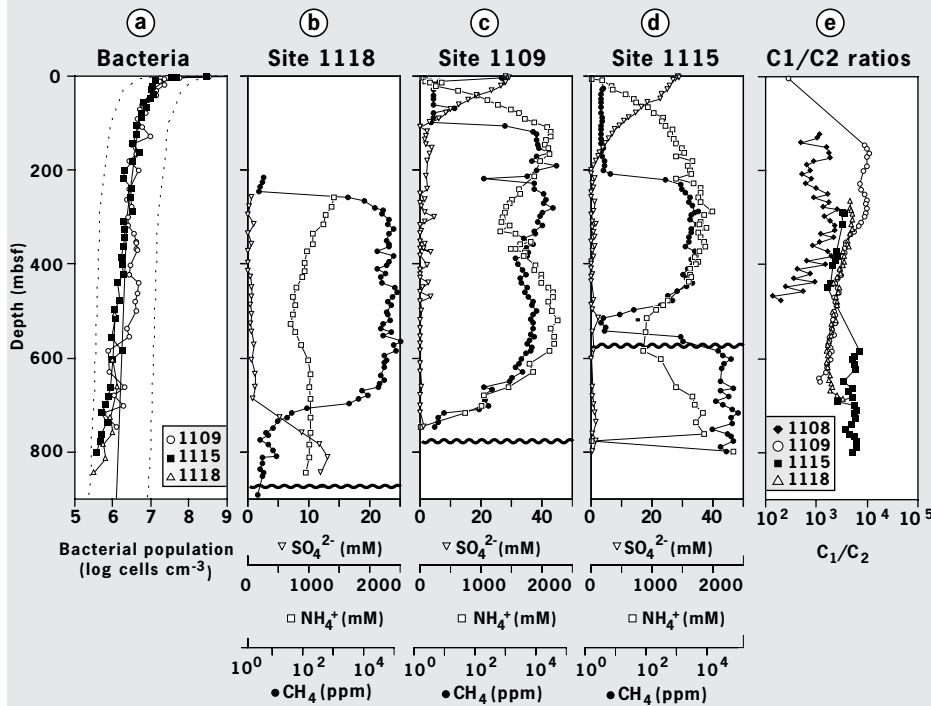 a b c d e
Bacteria Site 1118 Site 1109 Site 1115 C1/C2 ratios
0
200
400
600
800
Depth (mbsf)
1109
1115
1118
1108
1109
1115
1118
5 6 7 8 9 0 10 20 0 20 40 0 20 40 10² 10³ 10⁴ 10⁵
Bacterial population
(log cells cm⁻³)
SO₄²⁻ (mM) SO₄²⁻ (mM) SO₄²⁻ (mM) C₁/C₂
0 1000 2000 0 1000 2000 0 1000 2000
NH₄⁺ (mM) NH₄⁺ (mM) NH₄⁺ (mM)
10⁰ 10² 10⁴ 10⁰ 10² 10⁴ 10⁰ 10² 10⁴
CH₄ (ppm) CH₄ (ppm) CH₄ (ppm)